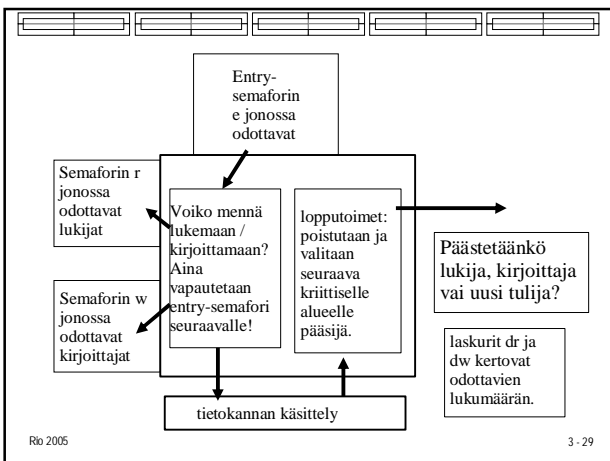 Entry-
semaforin
e jonossa
odottavat
Semaforin r
jonossa
odottavat
lukijat
Voiko mennä
lukemaan /
kirjoittamaan?
Aina
vapautetaan
entry-semafori
seuraavalle!
lopputoimet:
poistutaan ja
valitaan
seuraava
kriittiselle
alueelle
pääsijä.
Päästetäänkö
lukija, kirjoittaja
vai uusi tulija?
Semaforin w
jonossa
odottavat
kirjoittajat
laskurit dr ja
dw kertovat
odottavien
lukumäärän.
tietokannan käsittely
Rio 2005
3 - 29